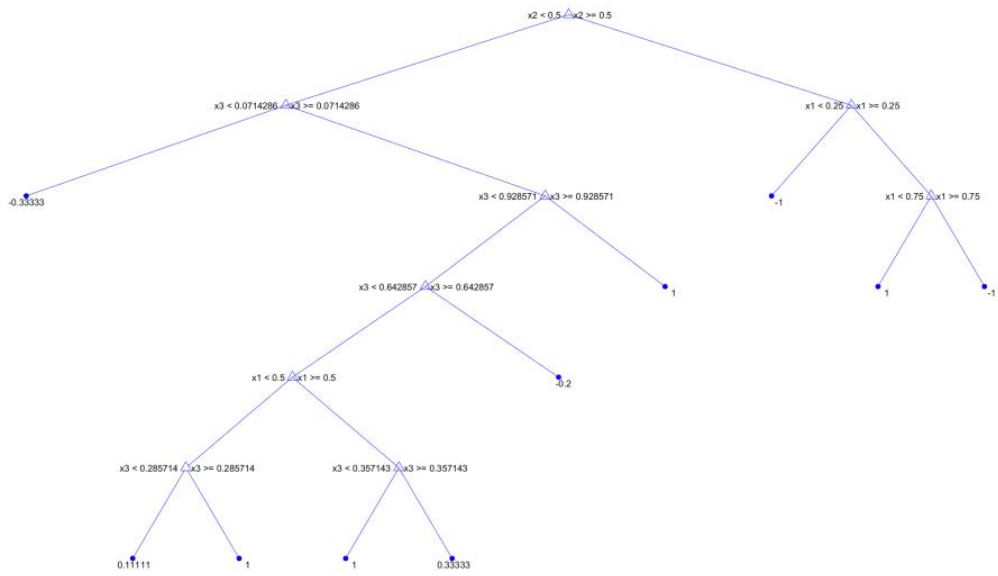 x2 < 0.5 x2 >= 0.5
x3 < 0.0714286 x3 >= 0.0714286
x1 < 0.25 x1 >= 0.25
-0.33333
x3 < 0.928571 x3 >= 0.928571
-1
x1 < 0.75 x1 >= 0.75
x3 < 0.642857 x3 >= 0.642857
1
1
-1
x1 < 0.5 x1 >= 0.5
-0.2
x3 < 0.285714 x3 >= 0.285714
x3 < 0.357143 x3 >= 0.357143
0.11111
1
1
0.33333